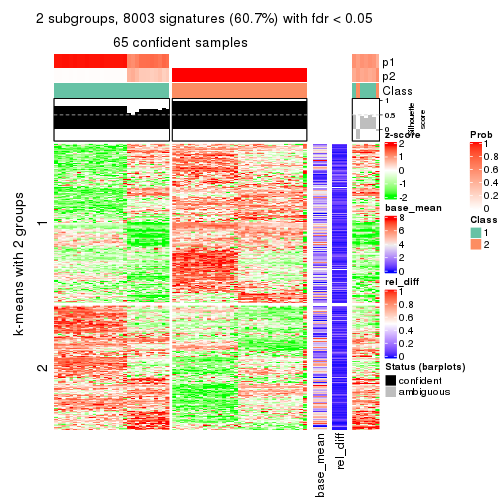 2 subgroups, 8003 signatures (60.7%) with fdr < 0.05
65 confident samples
p1
p2
Class
1
0.5
0
Silhouette
score
k-means with 2 groups
1
2
z-score
2
1
0
-1
-2
base_mean
8
6
4
2
0
rel_diff
1
0.8
0.6
0.4
0.2
0
Status (barplots)
confident
ambiguous
Prob
1
0.8
0.6
0.4
0.2
0
Class
1
2
base_mean
rel_diff